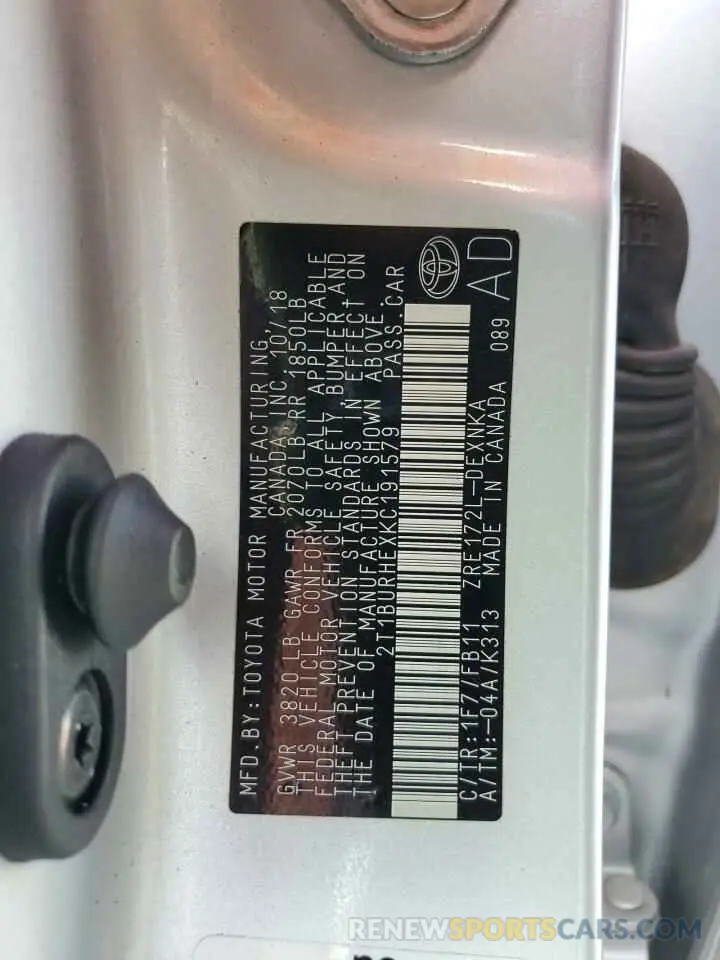 MFD.BY:TOYOTA MOTOR MANUFACTURING,
CANADA, INC. 10/18
GVWR 3820 LB GAWR FR 2070LB RR 1850LB
THIS VEHICLE CONFORMS TO ALL APPLICABLE
FEDERAL MOTOR VEHICLE SAFETY, BUMPER AND
THEFT PREVENTION STANDARDS IN EFFECT ON
THE DATE OF MANUFACTURE SHOWN ABOVE.
2T1BURHEXKC191579 PASS.CAR
C/TR:1F7/FB11 ZRE172L-DEXNKA
A/TM:-04A/K313 MADE IN CANADA 089
AD
RENEWSPORTSCARS.COM